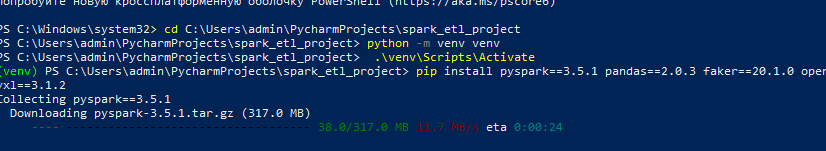 попробуйте новую кроссплатформенную оболочку PowerShell (https://aka.ms/pscore6)
PS C:\Windows\system32> cd C:\Users\admin\PycharmProjects\spark_etl_project
PS C:\Users\admin\PycharmProjects\spark_etl_project> python -m venv venv
PS C:\Users\admin\PycharmProjects\spark_etl_project> .\venv\Scripts\Activate
(venv) PS C:\Users\admin\PycharmProjects\spark_etl_project> pip install pyspark==3.5.1 pandas==2.0.3 faker==20.1.0 open
yxl==3.1.2
Collecting pyspark==3.5.1
Downloading pyspark-3.5.1.tar.gz (317.0 MB)
---- -------------------------------- 38.0/317.0 MB 11.7 MB/s eta 0:00:24